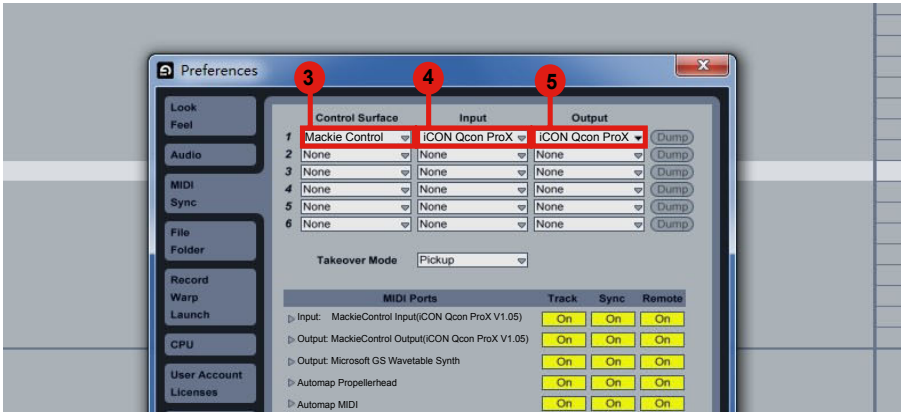 Preferences
3
4
5
Look
Feel
Audio
MIDI
Sync
File
Folder
Record
Warp
Launch
CPU
User Account
Licenses
Control Surface Input Output
1 Mackie Control iCON Qcon ProX iCON Qcon ProX Dump
2 None None None Dump
3 None None None Dump
4 None None None Dump
5 None None None Dump
6 None None None Dump
Takeover Mode Pickup
MIDI Ports Track Sync Remote
Input: MackieControl Input(iCON Qcon ProX V1.05) On On On
Output: MackieControl Output(iCON Qcon ProX V1.05) On On On
Output: Microsoft GS Wavetable Synth On On On
Automap Propellerhead On On On
Automap MIDI On On On